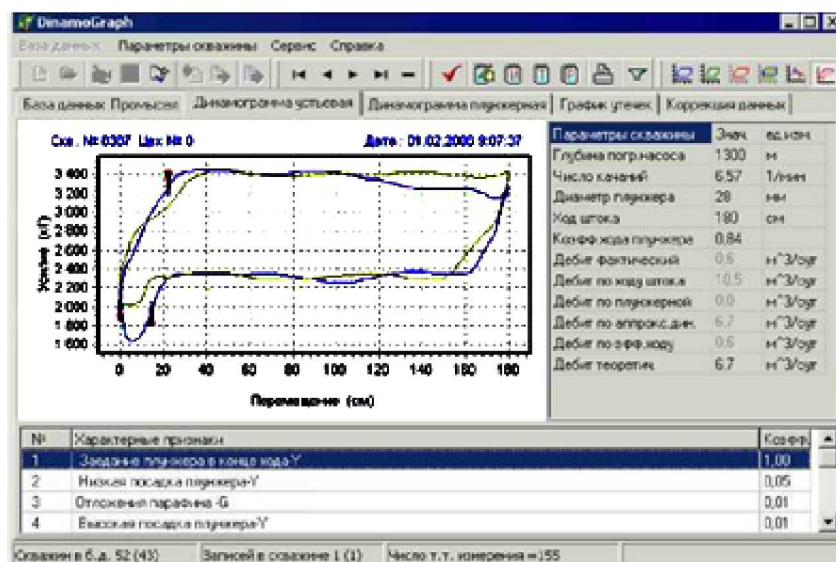 DinamoGraph
База данных Параметры скважины Сервис Справка
База данных Промысел Динамограмма устьевая Динамограмма плунжерная График утечек Коррекция данных
Скв. № 0307 Цех № 0 Дата : 01.02.2000 9:07:37
Усилие (кГ)
3 400
3 200
3 000
2 800
2 600
2 400
2 200
2 000
1 800
1 600
0 20 40 60 80 100 120 140 160 180
Перемещение (см)
Параметры скважины Знач. ед.изм.
Глубина погр.насоса 1300 м
Число качаний 6,57 1/мин
Диаметр плунжера 28 мм
Ход штока 180 см
Коэфф.хода плунжера 0,84
Дебит фактический 0.6 м^3/сут
Дебит по ходу штока 10.5 м^3/сут
Дебит по плунжерной 0.0 м^3/сут
Дебит по аппрокс.дин. 6.7 м^3/сут
Дебит по эфф.ходу 0.6 м^3/сут
Дебит теоретич. 6.7 м^3/сут
№ Характерные признаки Коэфф.
1 Заедание плунжера в конце хода-Y 1,00
2 Низкая посадка плунжера-Y 0,05
3 Отложения парафина -G 0,01
4 Высокая посадка плунжера-Y 0,01
Скважин в б.д. 52 (43) Записей в скважине 1 (1) Число т.т. измерения =155